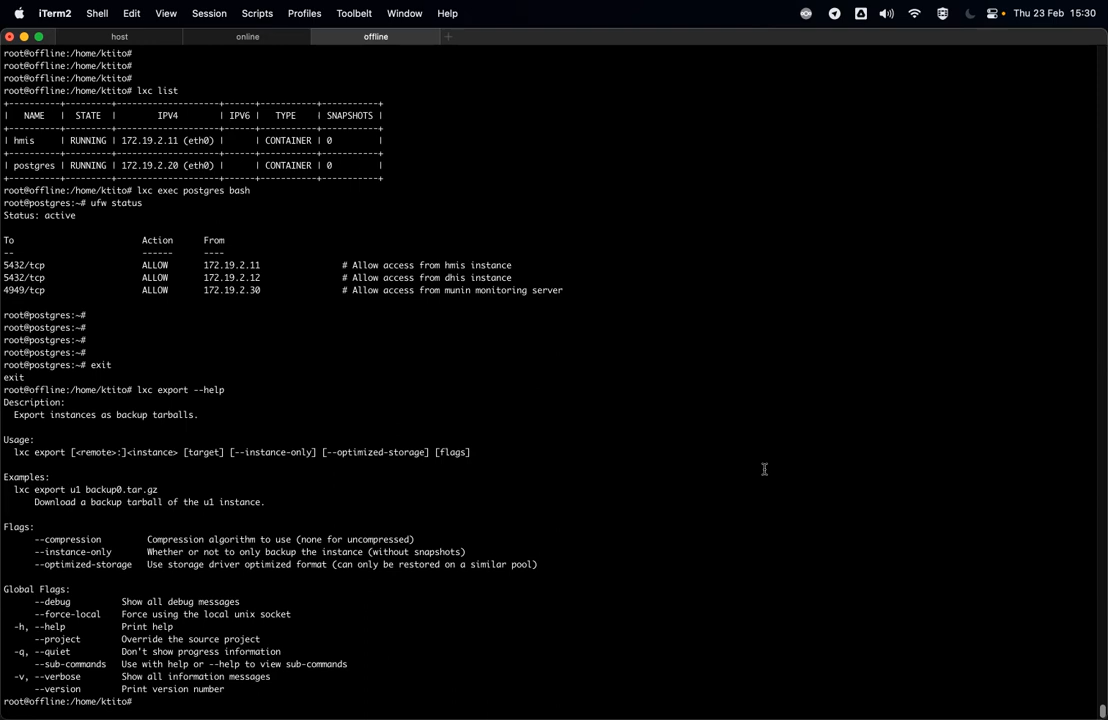 iTerm2 Shell Edit View Session Scripts Profiles Toolbelt Window Help Thu 23 Feb 15:30
host online offline +
root@offline:/home/ktito#
root@offline:/home/ktito#
root@offline:/home/ktito#
root@offline:/home/ktito# lxc list
+----------+---------+--------------------+------+-----------+-----------+
|   NAME   |  STATE  |        IPV4        | IPV6 |   TYPE    | SNAPSHOTS |
+----------+---------+--------------------+------+-----------+-----------+
| hmis     | RUNNING | 172.19.2.11 (eth0) |      | CONTAINER | 0         |
+----------+---------+--------------------+------+-----------+-----------+
| postgres | RUNNING | 172.19.2.20 (eth0) |      | CONTAINER | 0         |
+----------+---------+--------------------+------+-----------+-----------+
root@offline:/home/ktito# lxc exec postgres bash
root@postgres:~# ufw status
Status: active
To                         Action      From
--                         ------      ----
5432/tcp                   ALLOW       172.19.2.11                # Allow access from hmis instance
5432/tcp                   ALLOW       172.19.2.12                # Allow access from dhis instance
4949/tcp                   ALLOW       172.19.2.30                # Allow access from munin monitoring server
root@postgres:~#
root@postgres:~#
root@postgres:~#
root@postgres:~#
root@postgres:~# exit
exit
root@offline:/home/ktito# lxc export --help
Description:
  Export instances as backup tarballs.
Usage:
  lxc export [<remote>:]<instance> [target] [--instance-only] [--optimized-storage] [flags]
Examples:
  lxc export u1 backup0.tar.gz
      Download a backup tarball of the u1 instance.
Flags:
      --compression         Compression algorithm to use (none for uncompressed)
      --instance-only       Whether or not to only backup the instance (without snapshots)
      --optimized-storage   Use storage driver optimized format (can only be restored on a similar pool)
Global Flags:
      --debug          Show all debug messages
      --force-local    Force using the local unix socket
  -h, --help           Print help
      --project        Override the source project
  -q, --quiet          Don't show progress information
      --sub-commands   Use with help or --help to view sub-commands
  -v, --verbose        Show all information messages
      --version        Print version number
root@offline:/home/ktito#